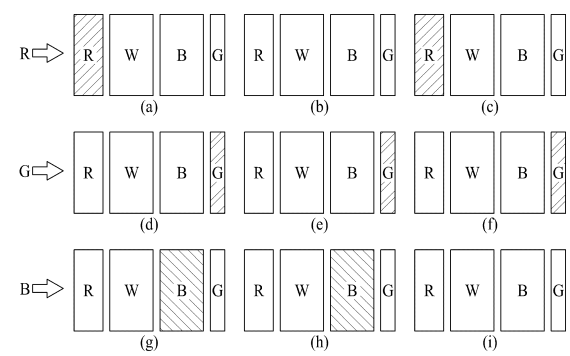 R R W B G R W B G R W B G
(a) (b) (c)
G R W B G R W B G R W B G
(d) (e) (f)
B R W B G R W B G R W B G
(g) (h) (i)